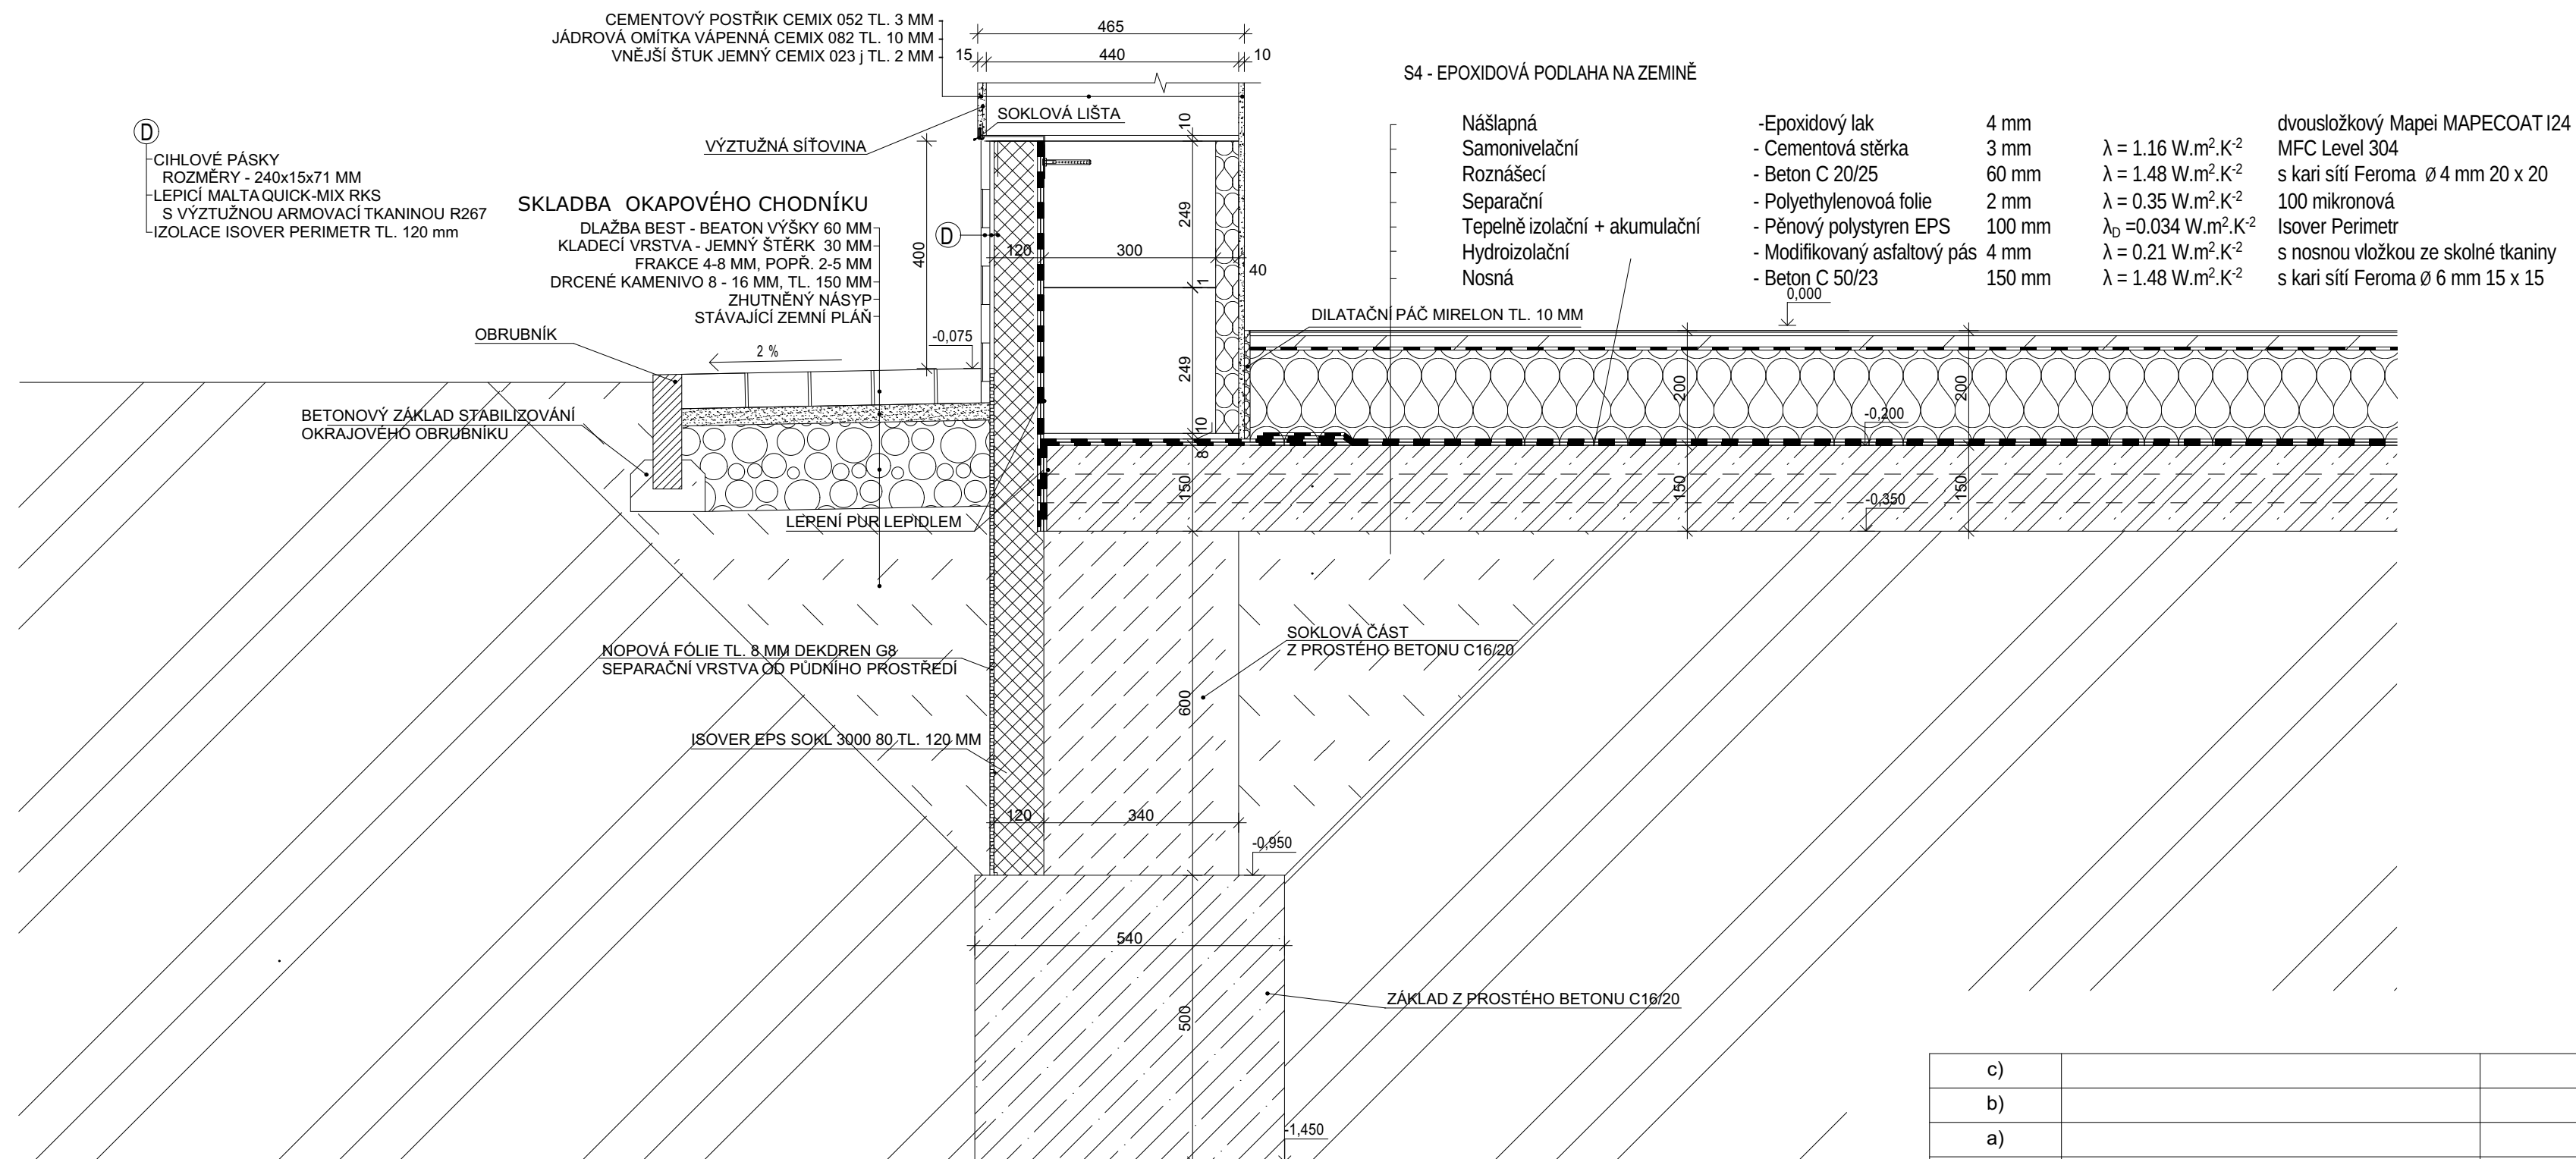 CEMENTOVÝ POSTŘIK CEMIX 052 TL. 3 MM
JÁDROVÁ OMÍTKA VÁPENNÁ CEMIX 082 TL. 10 MM
VNĚJŠÍ ŠTUK JEMNÝ CEMIX 023 j TL. 2 MM
465
15 440 10
SOKLOVÁ LIŠTA
VÝZTUŽNÁ SÍŤOVINA
10
D
CIHLOVÉ PÁSKY
ROZMĚRY - 240x15x71 MM
LEPICÍ MALTA QUICK-MIX RKS
S VÝZTUŽNOU ARMOVACÍ TKANINOU R267
IZOLACE ISOVER PERIMETR TL. 120 mm
SKLADBA OKAPOVÉHO CHODNÍKU
DLAŽBA BEST - BEATON VÝŠKY 60 MM
KLADECÍ VRSTVA - JEMNÝ ŠTĚRK 30 MM
FRAKCE 4-8 MM, POPŘ. 2-5 MM
DRCENÉ KAMENIVO 8 - 16 MM, TL. 150 MM
ZHUTNĚNÝ NÁSYP
STÁVAJÍCÍ ZEMNÍ PLÁŇ
S4 - EPOXIDOVÁ PODLAHA NA ZEMINĚ
Nášlapná -Epoxidový lak 4 mm dvousložkový Mapei MAPECOAT I24
Samonivelační - Cementová stěrka 3 mm λ = 1.16 W.m².K⁻² MFC Level 304
Roznášecí - Beton C 20/25 60 mm λ = 1.48 W.m².K⁻² s kari sítí Feroma Ø 4 mm 20 x 20
Separační - Polyethylenovoá folie 2 mm λ = 0.35 W.m².K⁻² 100 mikronová
Tepelně izolační + akumulační - Pěnový polystyren EPS 100 mm λD =0.034 W.m².K⁻² Isover Perimetr
Hydroizolační - Modifikovaný asfaltový pás 4 mm λ = 0.21 W.m².K⁻² s nosnou vložkou ze skolné tkaniny
Nosná - Beton C 50/23 150 mm λ = 1.48 W.m².K⁻² s kari sítí Feroma Ø 6 mm 15 x 15
400
D
249
120 300
40
1
0,000
DILATAČNÍ PÁČ MIRELON TL. 10 MM
OBRUBNÍK
2 %
-0,075
249
200
200
BETONOVÝ ZÁKLAD STABILIZOVÁNÍ
OKRAJOVÉHO OBRUBNÍKU
10
-0,200
8
150
150
150
-0,350
LEPENÍ PUR LEPIDLEM
SOKLOVÁ ČÁST
Z PROSTÉHO BETONU C16/20
NOPOVÁ FÓLIE TL. 8 MM DEKDREN G8
SEPARAČNÍ VRSTVA OD PŮDNÍHO PROSTŘEDÍ
600
ISOVER EPS SOKL 3000 80 TL. 120 MM
120 340
-0,950
540
ZÁKLAD Z PROSTÉHO BETONU C16/20
500
-1,450
c)
b)
a)